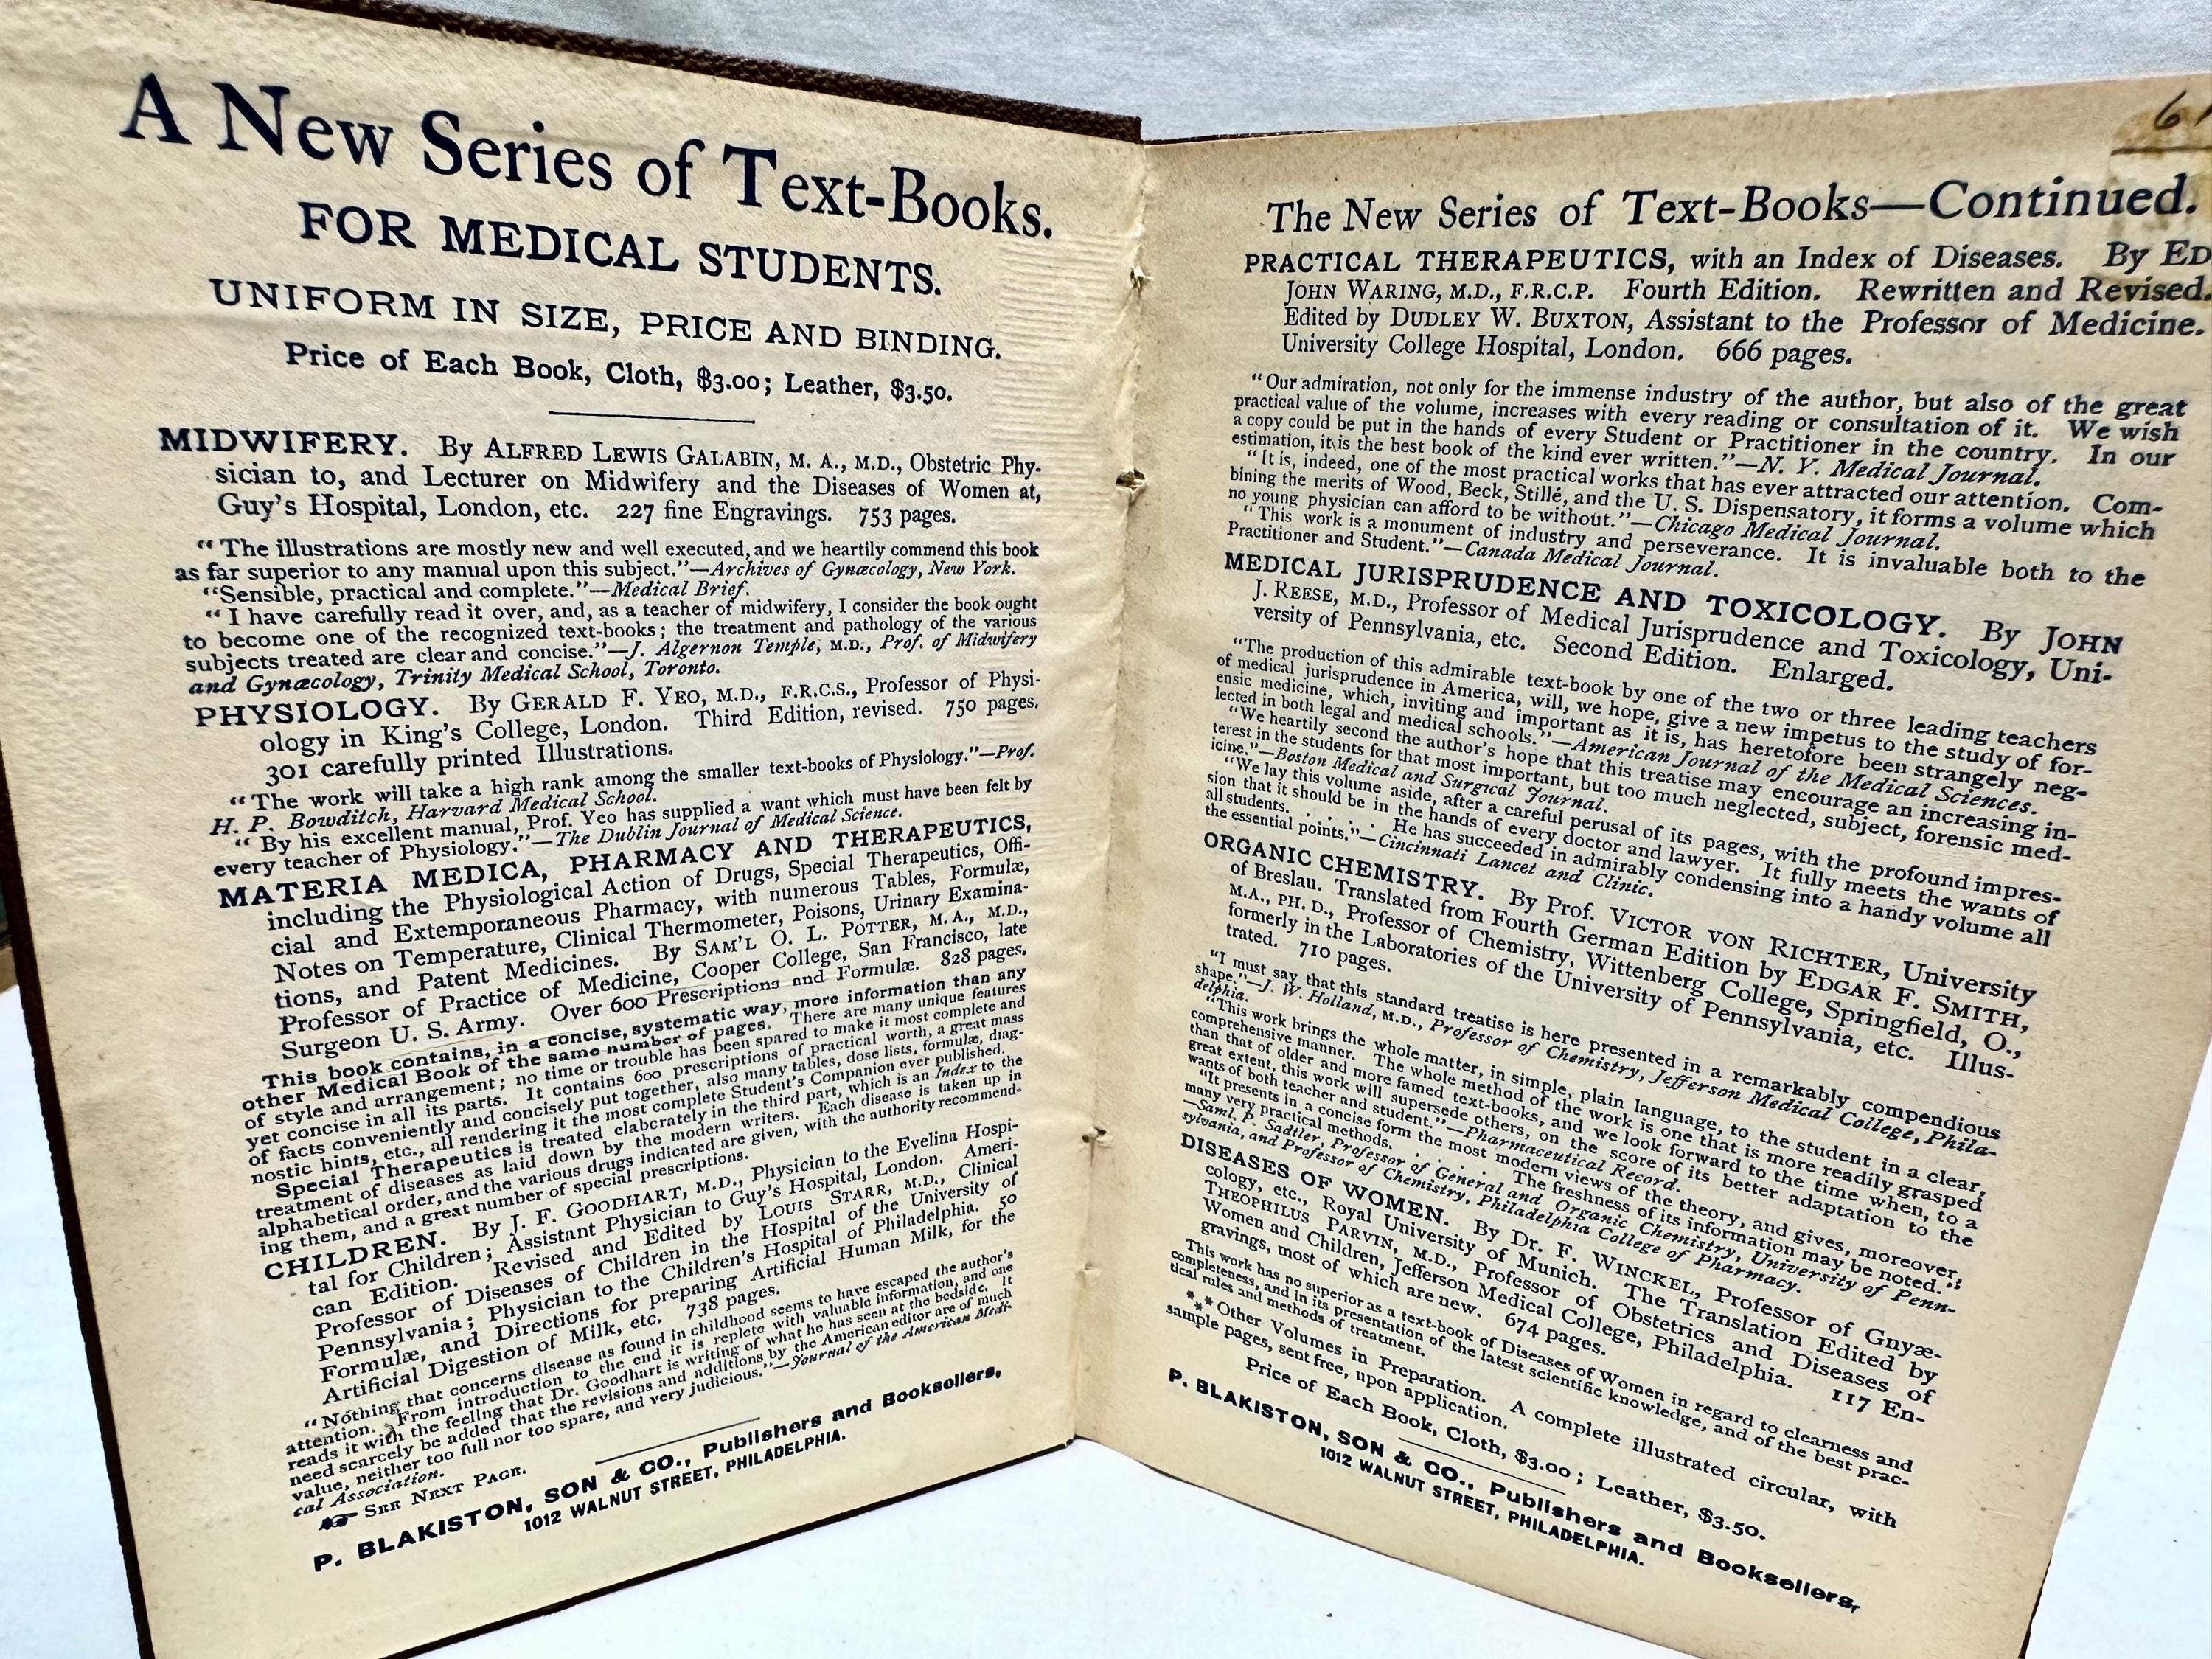 A New Series of Text-Books.
FOR MEDICAL STUDENTS.
UNIFORM IN SIZE, PRICE AND BINDING.
Price of Each Book, Cloth, $3.00; Leather, $3.50.
MIDWIFERY. By ALFRED LEWIS GALABIN, M. A., M.D., Obstetric Phy-
sician to, and Lecturer on Midwifery and the Diseases of Women at,
Guy's Hospital, London, etc. 227 fine Engravings. 753 pages.
"The illustrations are mostly new and well executed, and we heartily commend this book
as far superior to any manual upon this subject."—Archives of Gynæcology, New York.
"Sensible, practical and complete."—Medical Brief.
"I have carefully read it over, and, as a teacher of midwifery, I consider the book ought
to become one of the recognized text-books; the treatment and pathology of the various
subjects treated are clear and concise."—J. Algernon Temple, M.D., Prof. of Midwifery
and Gynæcology, Trinity Medical School, Toronto.
PHYSIOLOGY. By GERALD F. YEO, M.D., F.R.C.S., Professor of Physi-
ology in King's College, London. Third Edition, revised. 750 pages.
301 carefully printed Illustrations.
"The work will take a high rank among the smaller text-books of Physiology."—Prof.
H. P. Bowditch, Harvard Medical School.
"By his excellent manual, Prof. Yeo has supplied a want which must have been felt by
every teacher of Physiology."—The Dublin Journal of Medical Science.
MATERIA MEDICA, PHARMACY AND THERAPEUTICS,
including the Physiological Action of Drugs, Special Therapeutics, Offi-
cial and Extemporaneous Pharmacy, with numerous Tables, Formulæ,
Notes on Temperature, Clinical Thermometer, Poisons, Urinary Examina-
tions, and Patent Medicines. By SAM'L O. L. POTTER, M. A., M.D.,
Professor of Practice of Medicine, Cooper College, San Francisco, late
Surgeon U. S. Army. Over 600 Prescriptions and Formulæ. 828 pages.
This book contains, in a concise, systematic way, more information than any
other Medical Book of the same number of pages. There are many unique features
of style and arrangement; no time or trouble has been spared to make it most complete and
yet concise in all its parts. It contains 600 prescriptions of practical worth, a great mass
of facts conveniently and concisely put together, also many tables, dose lists, formulæ, diag-
nostic hints, etc., all rendering it the most complete Student's Companion ever published.
Special Therapeutics is treated elaborately in the third part, which is an Index to the
treatment of diseases as laid down by the modern writers. Each disease is taken up in
alphabetical order, and the various drugs indicated are given, with the authority recommend-
ing them, and a great number of special prescriptions.
CHILDREN. By J. F. GOODHART, M.D., Physician to the Evelina Hospi-
tal for Children; Assistant Physician to Guy's Hospital, London. Ameri-
can Edition. Revised and Edited by LOUIS STARR, M.D., Clinical
Professor of Diseases of Children in the Hospital of the University of
Pennsylvania; Physician to the Children's Hospital of Philadelphia. 50
Formulæ, and Directions for preparing Artificial Human Milk, for the
Artificial Digestion of Milk, etc. 738 pages.
"Nothing that concerns disease as found in childhood seems to have escaped the author's
attention. From introduction to the end it is replete with valuable information, and one
reads it with the feeling that Dr. Goodhart is writing of what he has seen at the bedside. It
need scarcely be added that the revisions and additions by the American editor are of much
value, neither too full nor too spare, and very judicious."—Journal of the American Medi-
cal Association.
☛ SEE NEXT PAGE.
P. BLAKISTON, SON & CO., Publishers and Booksellers,
1012 WALNUT STREET, PHILADELPHIA.
6
The New Series of Text-Books—Continued.
PRACTICAL THERAPEUTICS, with an Index of Diseases. By ED
JOHN WARING, M.D., F.R.C.P. Fourth Edition. Rewritten and Revised.
Edited by DUDLEY W. BUXTON, Assistant to the Professor of Medicine.
University College Hospital, London. 666 pages.
"Our admiration, not only for the immense industry of the author, but also of the great
practical value of the volume, increases with every reading or consultation of it. We wish
a copy could be put in the hands of every Student or Practitioner in the country. In our
estimation, it is the best book of the kind ever written."—N. Y. Medical Journal.
"It is, indeed, one of the most practical works that has ever attracted our attention. Com-
bining the merits of Wood, Beck, Stillé, and the U. S. Dispensatory, it forms a volume which
no young physician can afford to be without."—Chicago Medical Journal.
"This work is a monument of industry and perseverance. It is invaluable both to the
Practitioner and Student."—Canada Medical Journal.
MEDICAL JURISPRUDENCE AND TOXICOLOGY. By JOHN
J. REESE, M.D., Professor of Medical Jurisprudence and Toxicology, Uni-
versity of Pennsylvania, etc. Second Edition. Enlarged.
"The production of this admirable text-book by one of the two or three leading teachers
of medical jurisprudence in America, will, we hope, give a new impetus to the study of for-
ensic medicine, which, inviting and important as it is, has heretofore been strangely neg-
lected in both legal and medical schools."—American Journal of the Medical Sciences.
"We heartily second the author's hope that this treatise may encourage an increasing in-
terest in the students for that most important, but too much neglected, subject, forensic med-
icine."—Boston Medical and Surgical Journal.
"We lay this volume aside, after a careful perusal of its pages, with the profound impres-
sion that it should be in the hands of every doctor and lawyer. It fully meets the wants of
all students. . . . . . He has succeeded in admirably condensing into a handy volume all
the essential points."—Cincinnati Lancet and Clinic.
ORGANIC CHEMISTRY. By Prof. VICTOR VON RICHTER, University
of Breslau. Translated from Fourth German Edition by EDGAR F. SMITH,
M.A., PH. D., Professor of Chemistry, Wittenberg College, Springfield, O.,
formerly in the Laboratories of the University of Pennsylvania, etc. Illus-
trated. 710 pages.
"I must say that this standard treatise is here presented in a remarkably compendious
shape."—J. W. Holland, M.D., Professor of Chemistry, Jefferson Medical College, Phila-
delphia.
"This work brings the whole matter, in simple, plain language, to the student in a clear,
comprehensive manner. The whole method of the work is one that is more readily grasped
than that of older and more famed text-books, and we look forward to the time when, to a
great extent, this work will supersede others, on the score of its better adaptation to the
wants of both teacher and student."—Pharmaceutical Record.
"It presents in a concise form the most modern views of the theory, and gives, moreover,
many very practical methods. . . . . . The freshness of its information may be noted."
—Saml. P. Sadtler, Professor of General and Organic Chemistry, University of Penn-
sylvania, and Professor of Chemistry, Philadelphia College of Pharmacy.
DISEASES OF WOMEN. By Dr. F. WINCKEL, Professor of Gnyæ-
cology, etc., Royal University of Munich. The Translation Edited by
THEOPHILUS PARVIN, M.D., Professor of Obstetrics and Diseases of
Women and Children, Jefferson Medical College, Philadelphia. 117 En-
gravings, most of which are new. 674 pages.
This work has no superior as a text-book of Diseases of Women in regard to clearness and
completeness, and in its presentation of the latest scientific knowledge, and of the best prac-
tical rules and methods of treatment.
*** Other Volumes in Preparation. A complete illustrated circular, with
sample pages, sent free, upon application.
Price of Each Book, Cloth, $3.00; Leather, $3.50.
P. BLAKISTON, SON & CO., Publishers and Booksellers,
1012 WALNUT STREET, PHILADELPHIA.